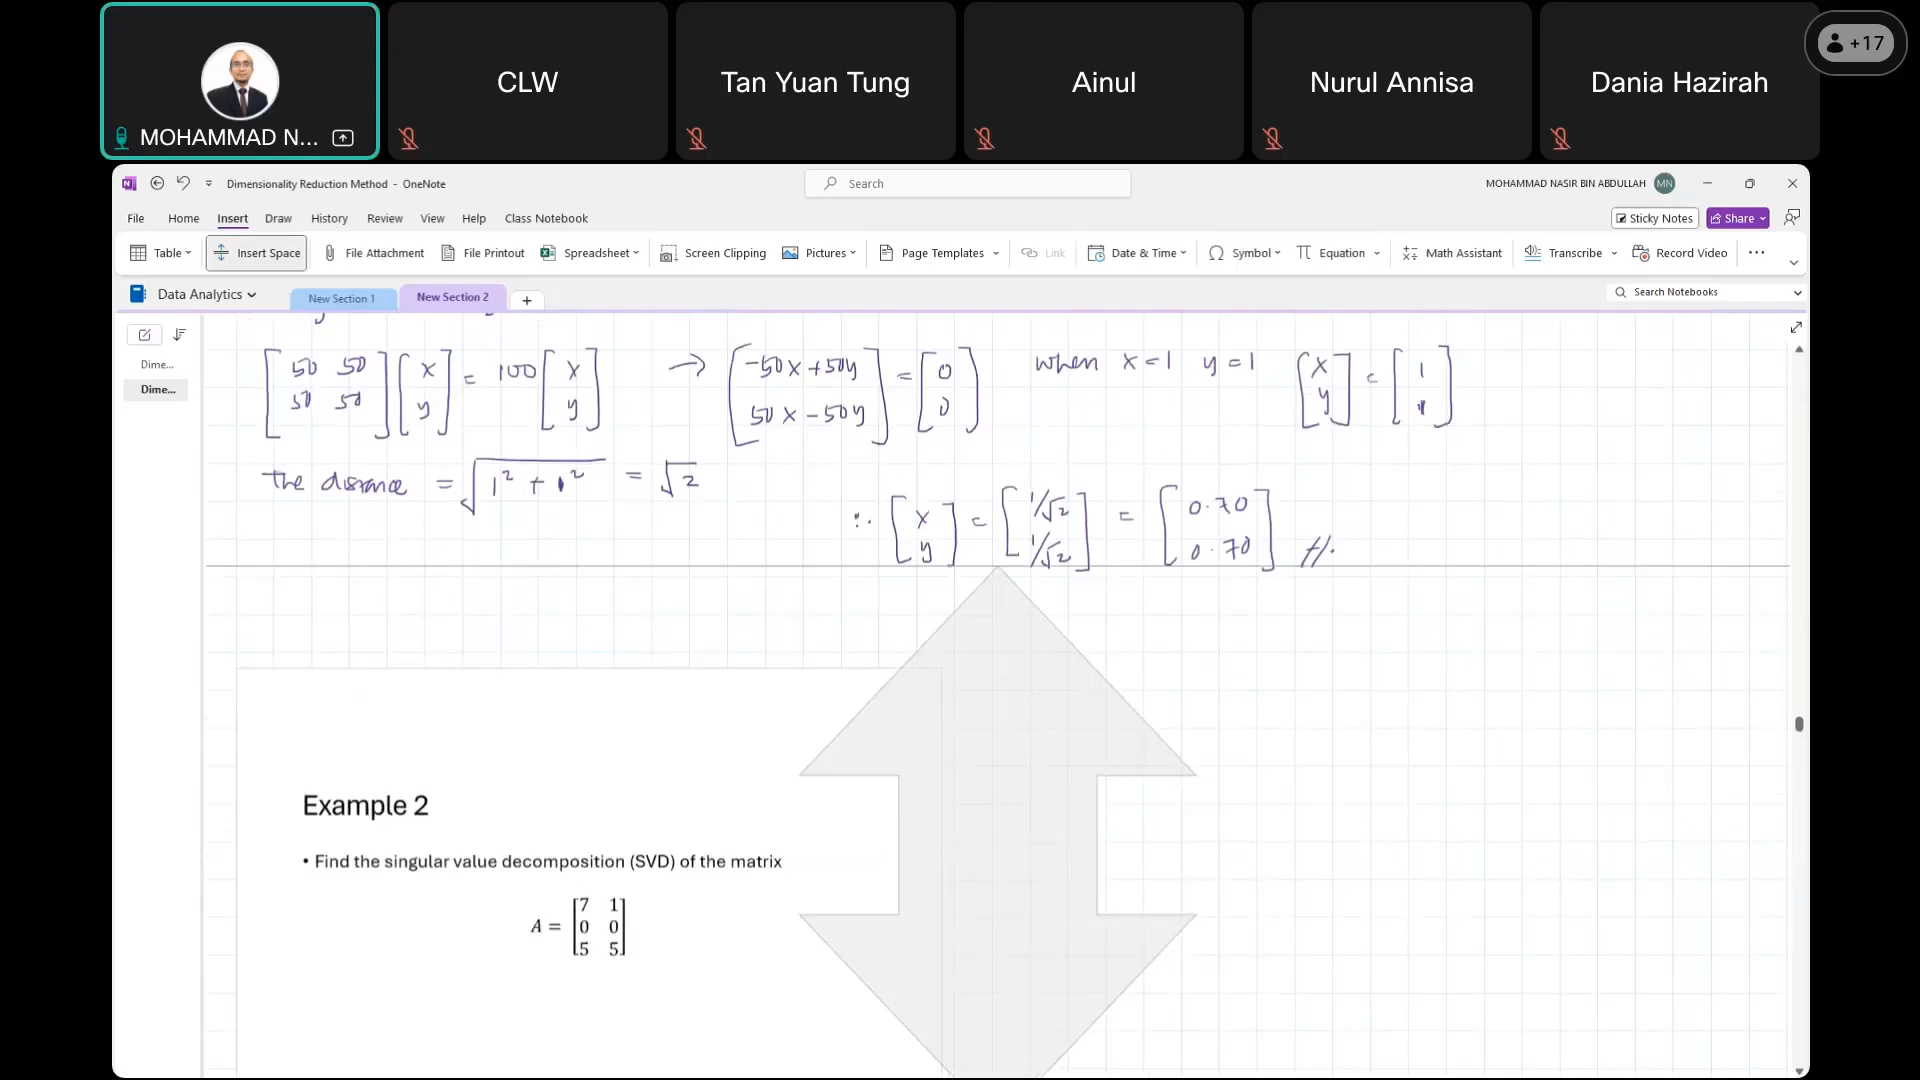 CLW
Tan Yuan Tung
Ainul
Nurul Annisa
Dania Hazirah
+17
MOHAMMAD N...
Dimensionality Reduction Method - OneNote
Search
MOHAMMAD NASIR BIN ABDULLAH MN
File Home Insert Draw History Review View Help Class Notebook
Sticky Notes Share
Table Insert Space File Attachment File Printout Spreadsheet Screen Clipping Pictures Page Templates Link Date & Time Symbol Equation Math Assistant Transcribe Record Video ...
Data Analytics New Section 1 New Section 2 +
Search Notebooks
Dime...
Dime...
[50 50; 50 50] [x; y] = 100 [x; y] → [-50x + 50y; 50x - 50y] = [0; 0] when x = 1 y = 1 [x; y] = [1; 1]
the distance = √(1² + 1²) = √2
∴ [x; y] = [1/√2; 1/√2] = [0.70; 0.70] //.
Example 2
• Find the singular value decomposition (SVD) of the matrix
A = [7 1; 0 0; 5 5]